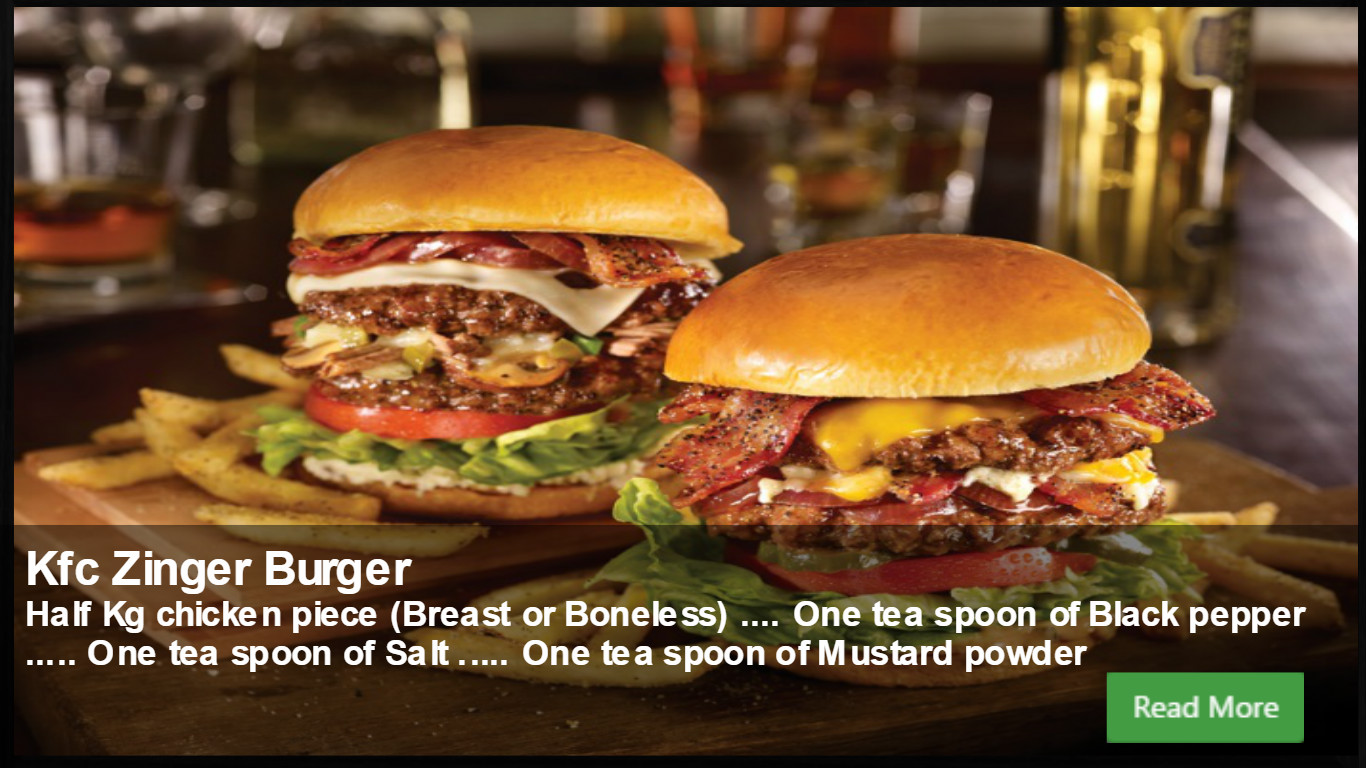 Kfc Zinger Burger
Half Kg chicken piece (Breast or Boneless) .... One tea spoon of Black pepper
..... One tea spoon of Salt ..... One tea spoon of Mustard powder
Read More